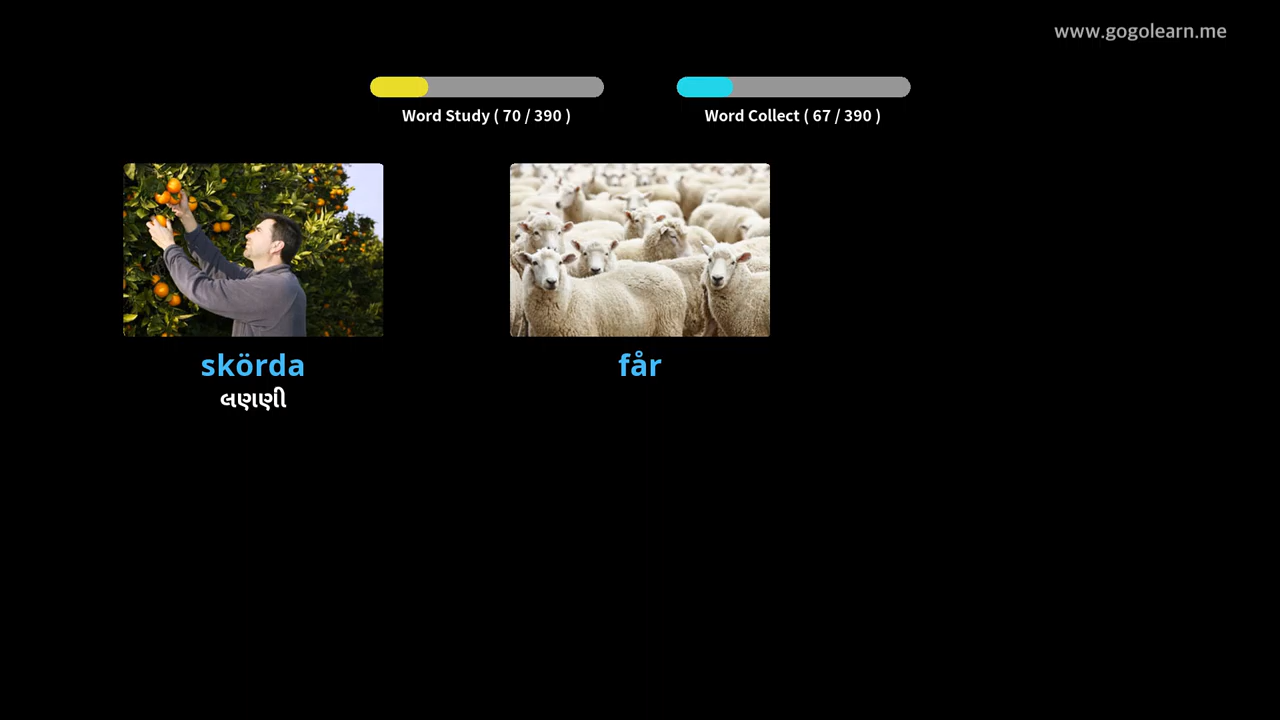 www.gogolearn.me
Word Study ( 70 / 390 )
Word Collect ( 67 / 390 )
skörda
લણણી
får